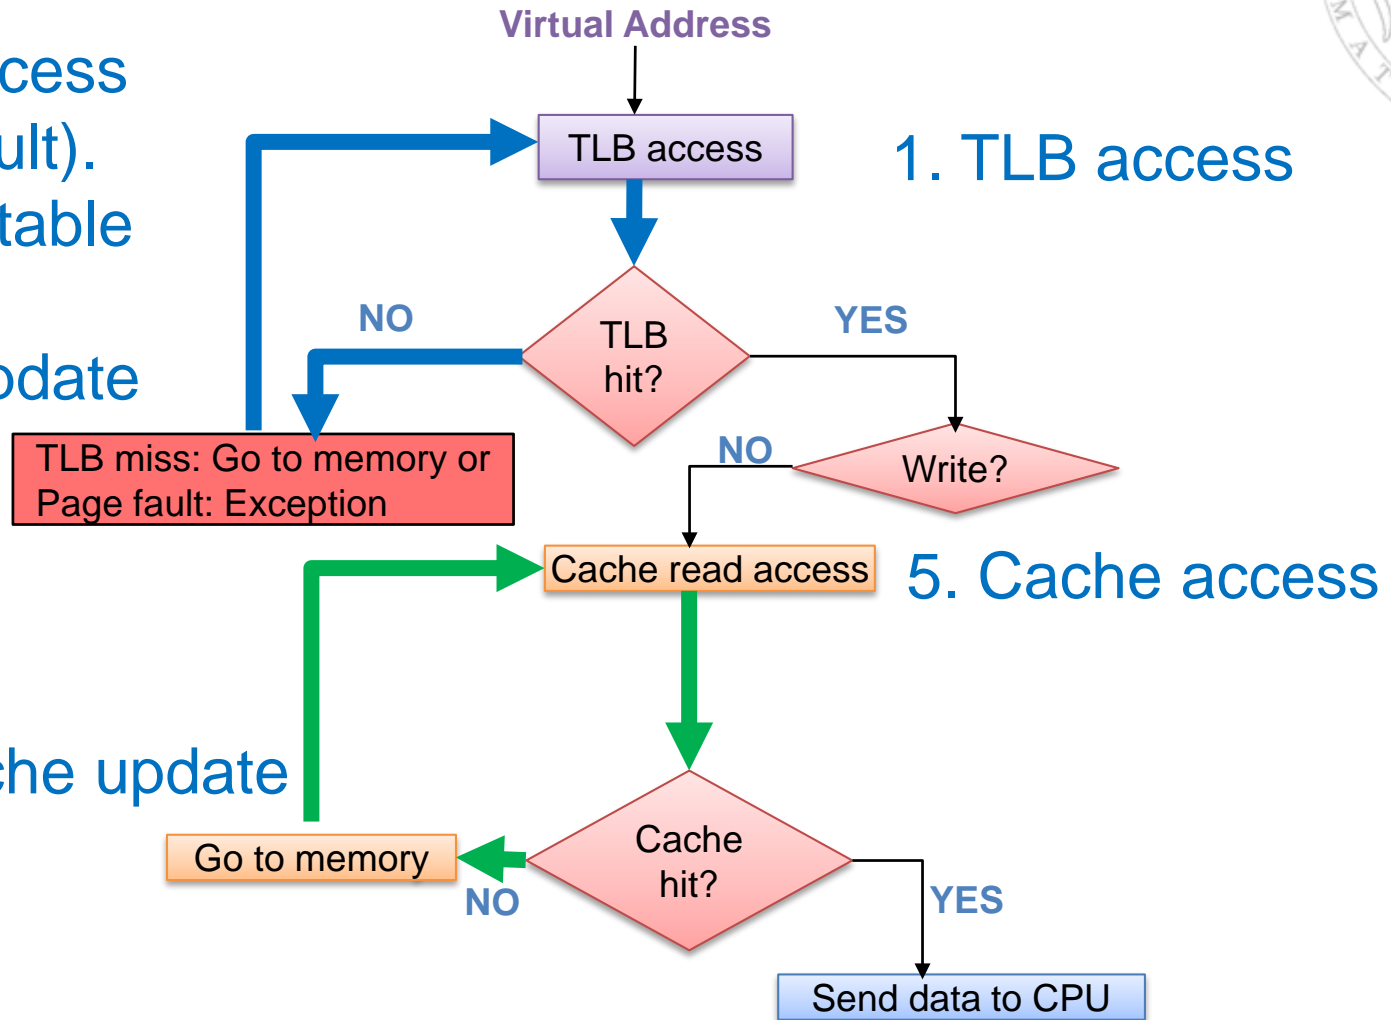 Virtual Address
TLB access
1. TLB access
ult).
table
NO
TLB
hit?
YES
TLB miss: Go to memory or
Page fault: Exception
NO
Write?
Cache read access
5. Cache access
che update
Go to memory
Cache
hit?
NO
YES
Send data to CPU